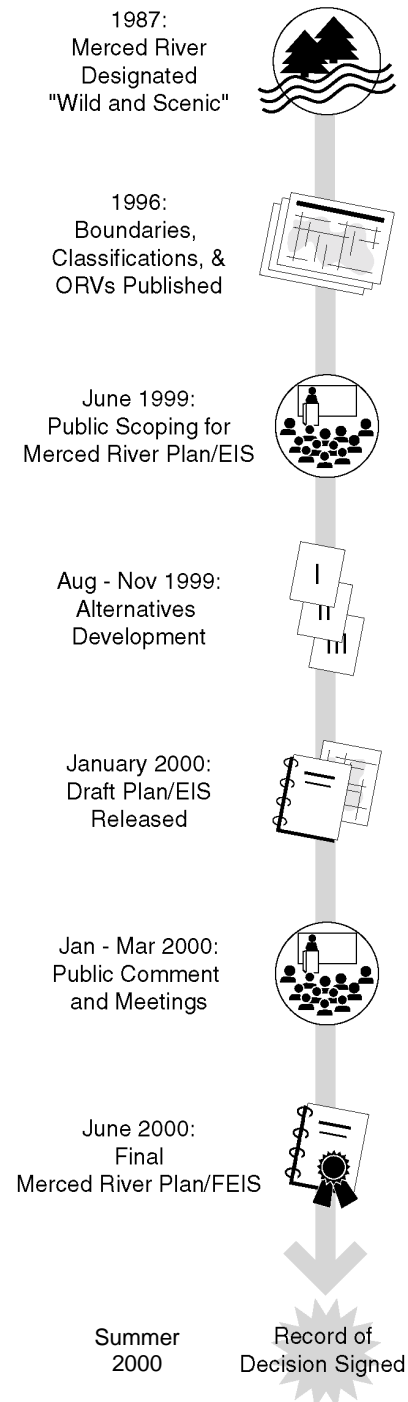 1987:
Merced River
Designated
"Wild and Scenic"
1996:
Boundaries,
Classifications, &
ORVs Published
June 1999:
Public Scoping for
Merced River Plan/EIS
Aug - Nov 1999:
Alternatives
Development
I
II
III
January 2000:
Draft Plan/EIS
Released
Jan - Mar 2000:
Public Comment
and Meetings
June 2000:
Final
Merced River Plan/FEIS
Summer
2000
Record of
Decision Signed